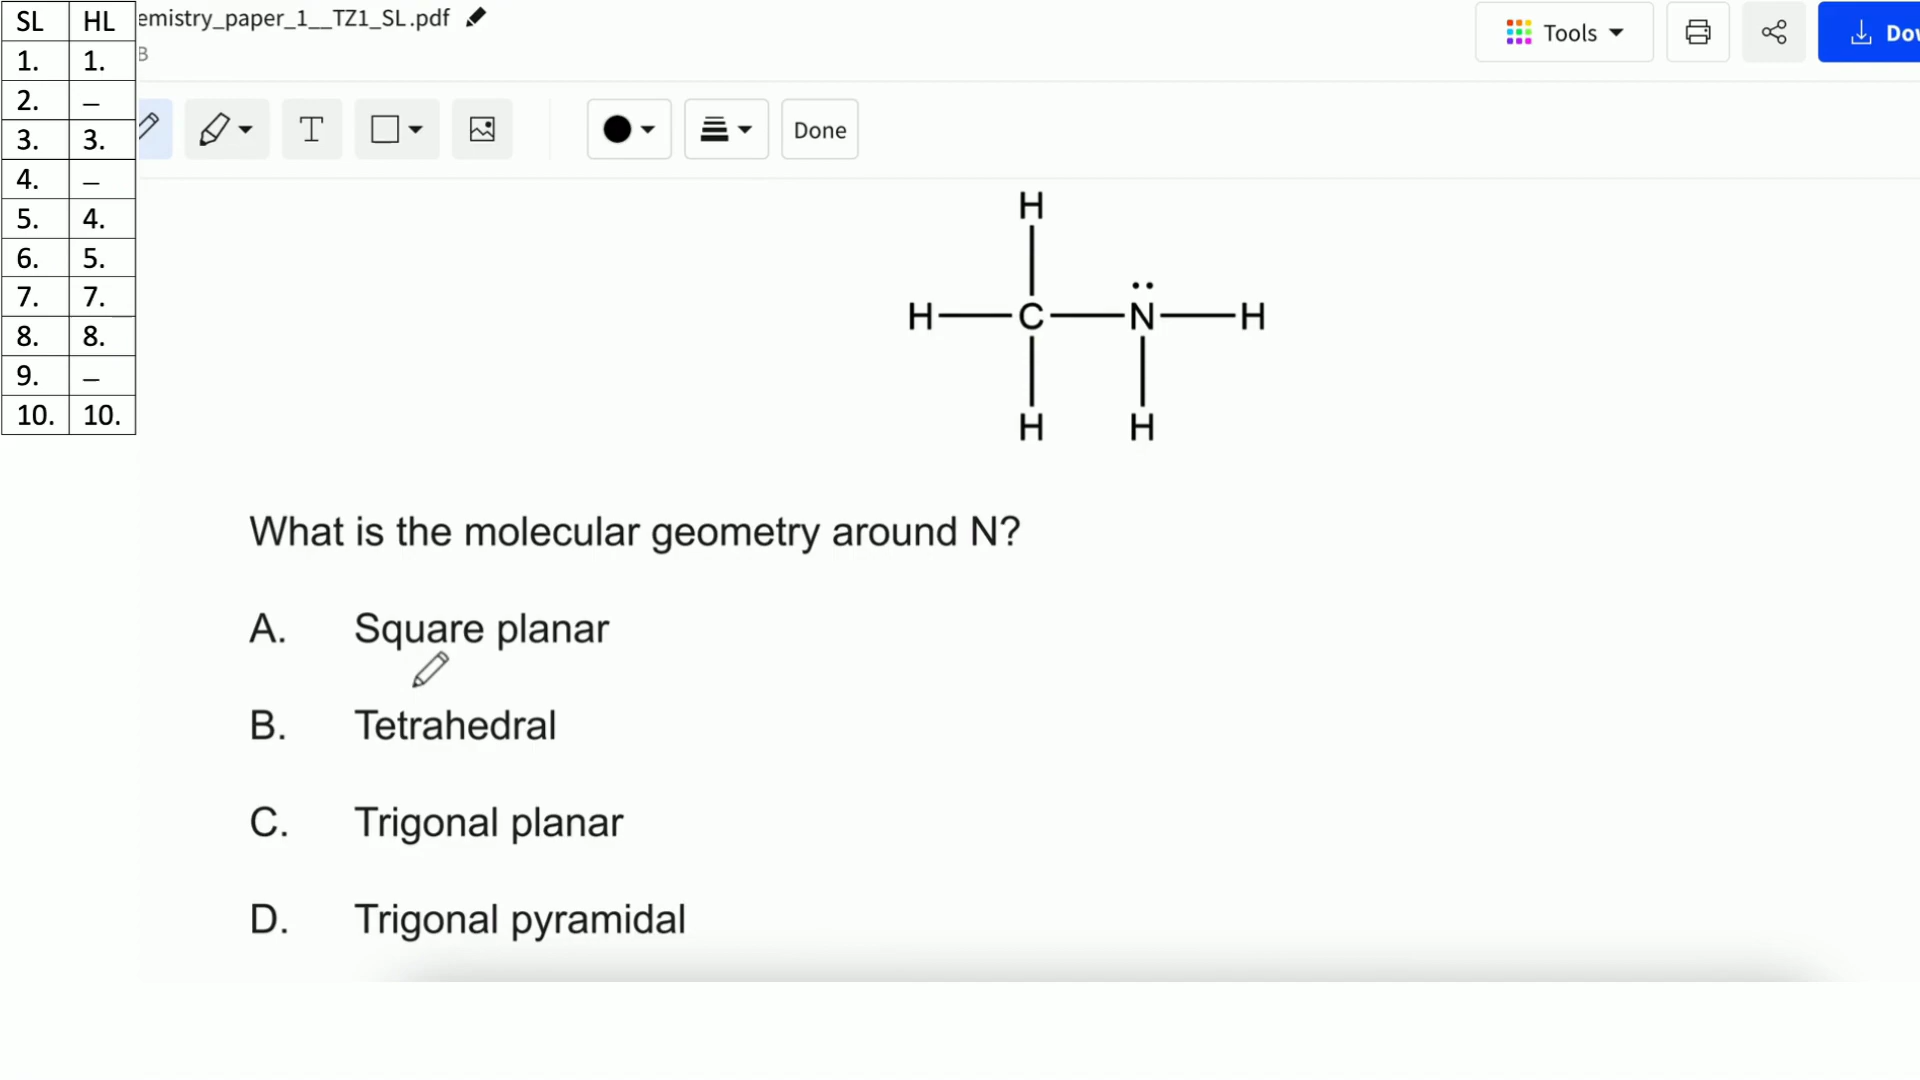 SL HL
1. 1.
2. –
3. 3.
4. –
5. 4.
6. 5.
7. 7.
8. 8.
9. –
10. 10.
emistry_paper_1__TZ1_SL.pdf
B
Tools
Dow
T
Done
H
H C N H
H H
What is the molecular geometry around N?
A. Square planar
B. Tetrahedral
C. Trigonal planar
D. Trigonal pyramidal